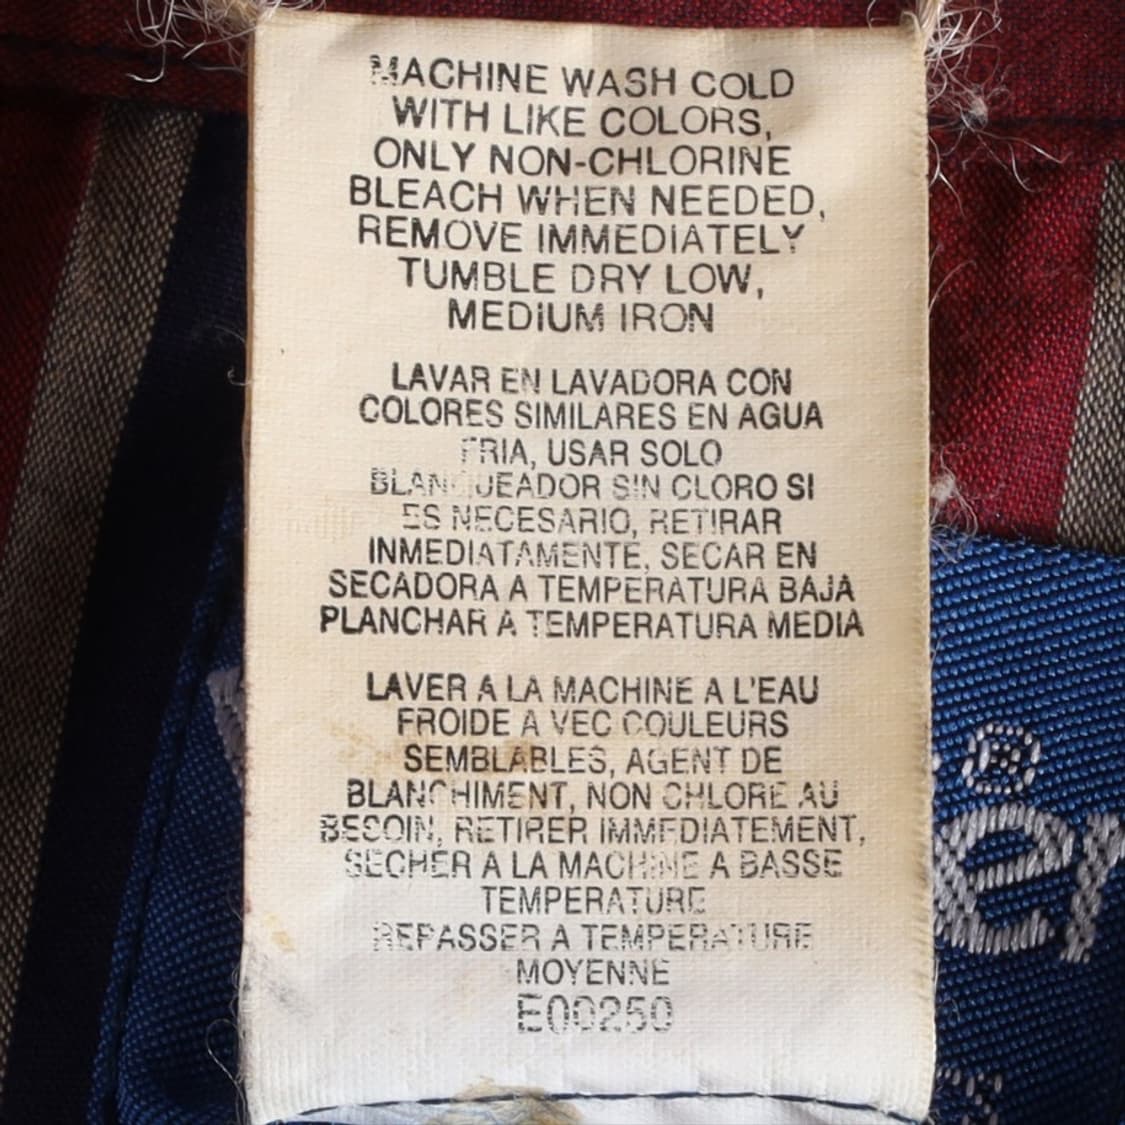 MACHINE WASH COLD
WITH LIKE COLORS,
ONLY NON-CHLORINE
BLEACH WHEN NEEDED,
REMOVE IMMEDIATELY
TUMBLE DRY LOW,
MEDIUM IRON
LAVAR EN LAVADORA CON
COLORES SIMILARES EN AGUA
FRIA, USAR SOLO
BLANQUEADOR SIN CLORO SI
ES NECESARIO, RETIRAR
INMEDIATAMENTE, SECAR EN
SECADORA A TEMPERATURA BAJA
PLANCHAR A TEMPERATURA MEDIA
LAVER A LA MACHINE A L'EAU
FROIDE A VEC COULEURS
SEMBLABLES, AGENT DE
BLANCHIMENT, NON CHLORE AU
BESOIN, RETIRER IMMEDIATEMENT,
SECHER A LA MACHINE A BASSE
TEMPERATURE
REPASSER A TEMPERATURE
MOYENNE
E00250
er
®